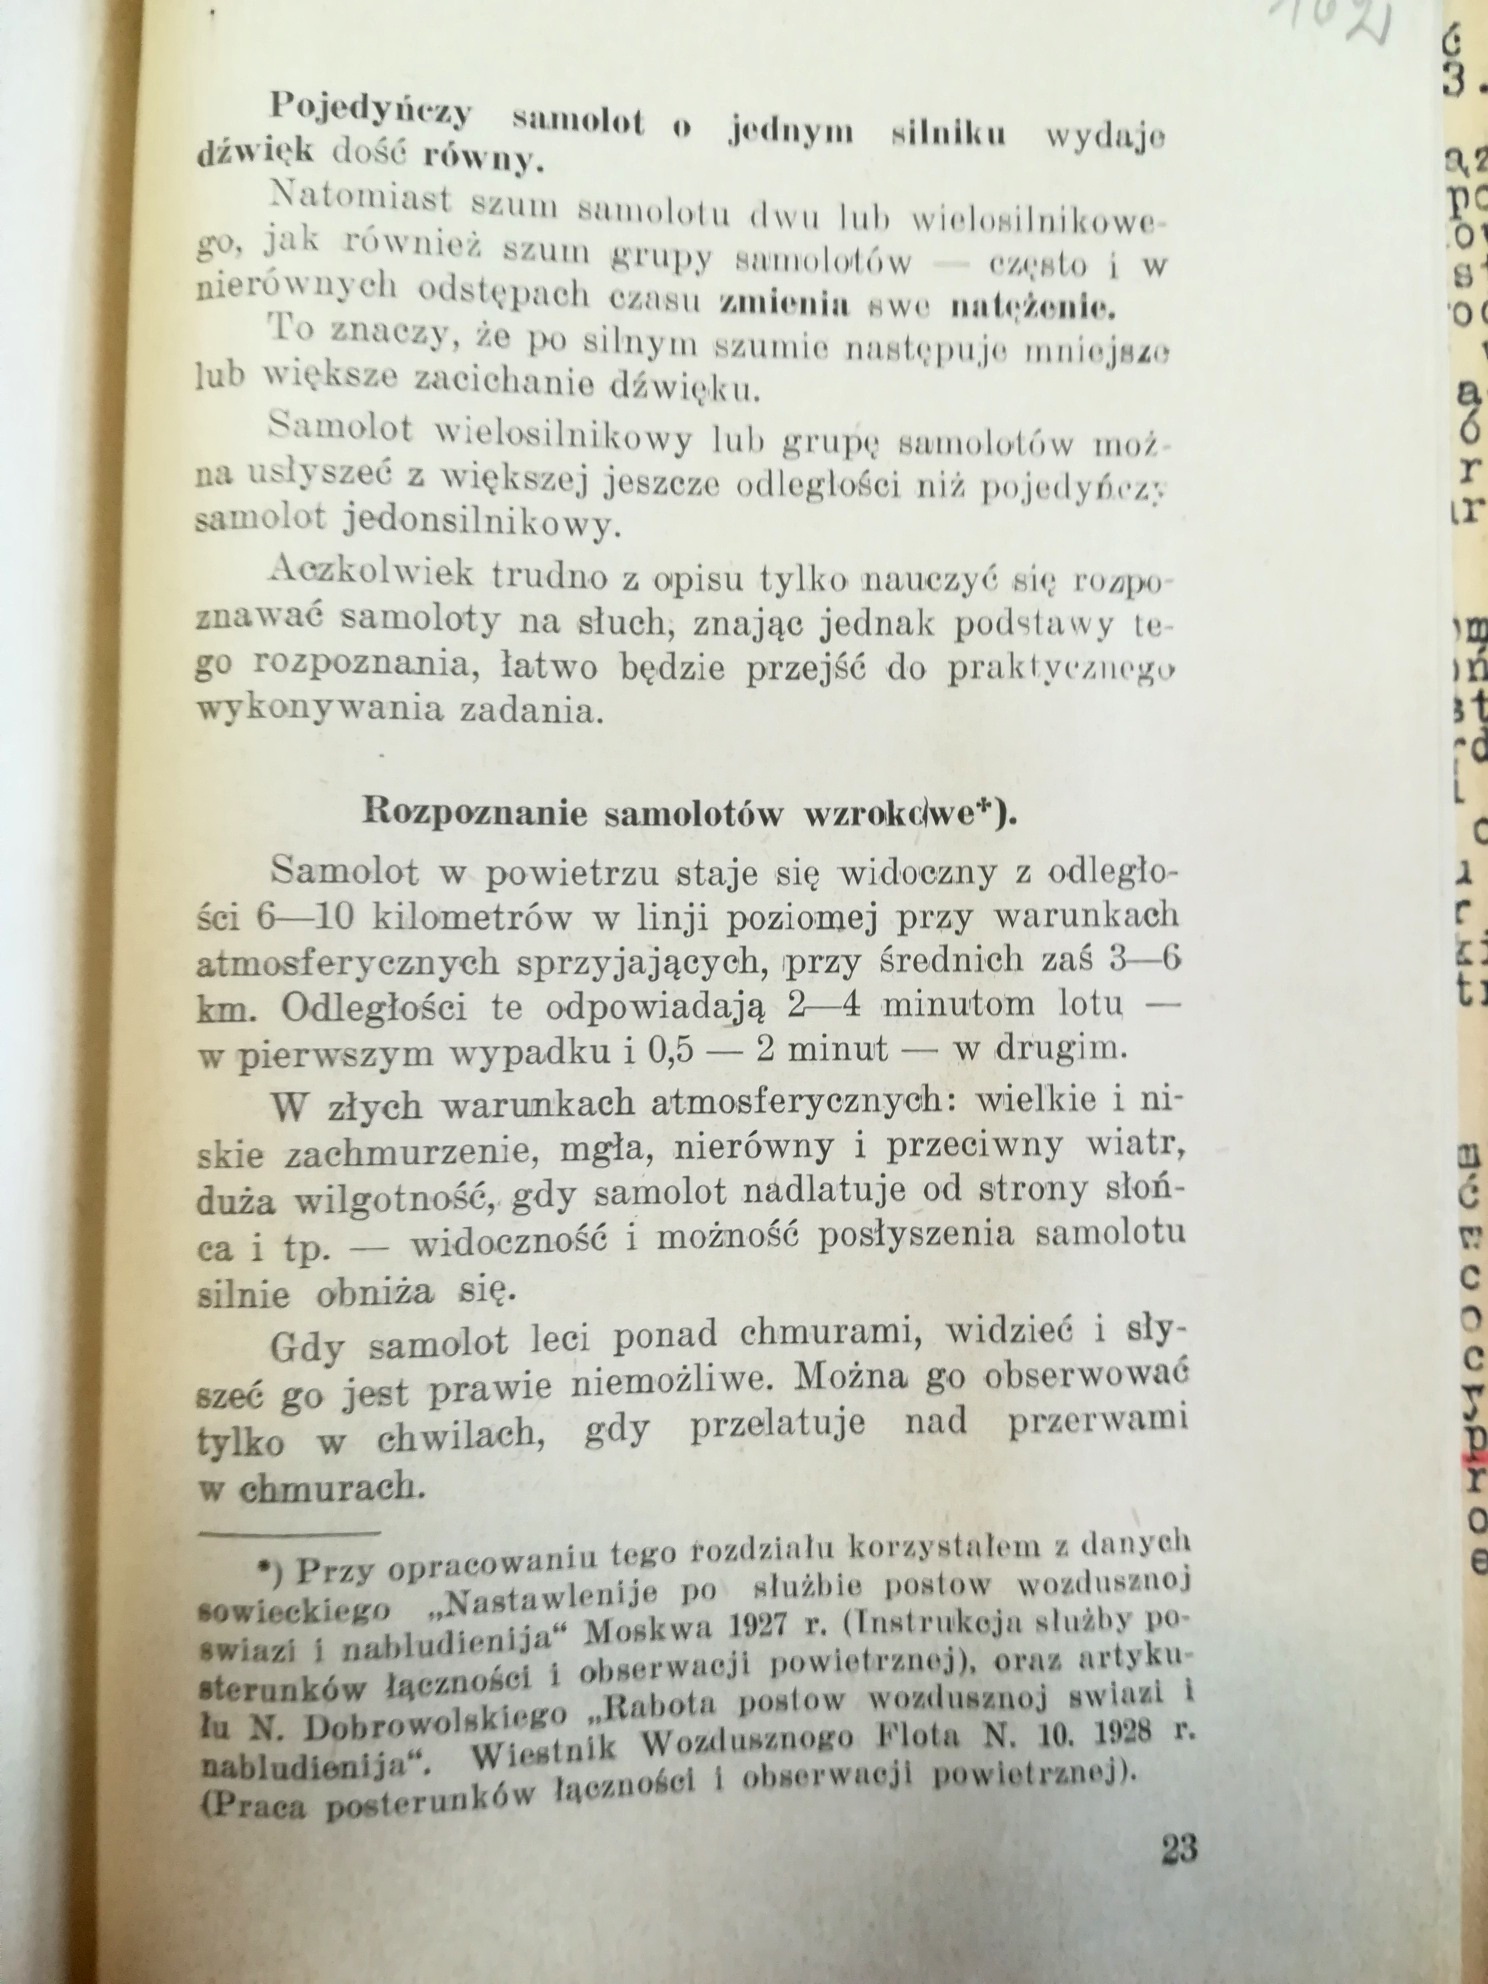 162
Pojedyńczy samolot o jednym silniku wydaje
dźwięk dość równy.
Natomiast szum samolotu dwu lub wielosilnikowe-
go, jak również szum grupy samolotów — często i w
nierównych odstępach czasu zmienia swe natężenie.
To znaczy, że po silnym szumie następuje mniejsze
lub większe zacichanie dźwięku.
Samolot wielosilnikowy lub grupę samolotów moż-
na usłyszeć z większej jeszcze odległości niż pojedyńczy
samolot jedonsilnikowy.
Aczkolwiek trudno z opisu tylko nauczyć się rozpo-
znawać samoloty na słuch, znając jednak podstawy te-
go rozpoznania, łatwo będzie przejść do praktycznego
wykonywania zadania.
Rozpoznanie samolotów wzrokowe*).
Samolot w powietrzu staje się widoczny z odległo-
ści 6—10 kilometrów w linji poziomej przy warunkach
atmosferycznych sprzyjających, przy średnich zaś 3—6
km. Odległości te odpowiadają 2—4 minutom lotu —
w pierwszym wypadku i 0,5 — 2 minut — w drugim.
W złych warunkach atmosferycznych: wielkie i ni-
skie zachmurzenie, mgła, nierówny i przeciwny wiatr,
duża wilgotność, gdy samolot nadlatuje od strony słoń-
ca i tp. — widoczność i możność posłyszenia samolotu
silnie obniża się.
Gdy samolot leci ponad chmurami, widzieć i sły-
szeć go jest prawie niemożliwe. Można go obserwować
tylko w chwilach, gdy przelatuje nad przerwami
w chmurach.
*) Przy opracowaniu tego rozdziału korzystałem z danych
sowieckiego „Nastawlenije po służbie postow wozdusznoj
swiazi i nabludienija“ Moskwa 1927 r. (Instrukcja służby po-
sterunków łączności i obserwacji powietrznej), oraz artyku-
łu N. Dobrowolskiego „Rabota postow wozdusznoj swiazi i
nabludienija“. Wiestnik Wozdusznogo Flota N. 10. 1928 r.
(Praca posterunków łączności i obserwacji powietrznej).
23